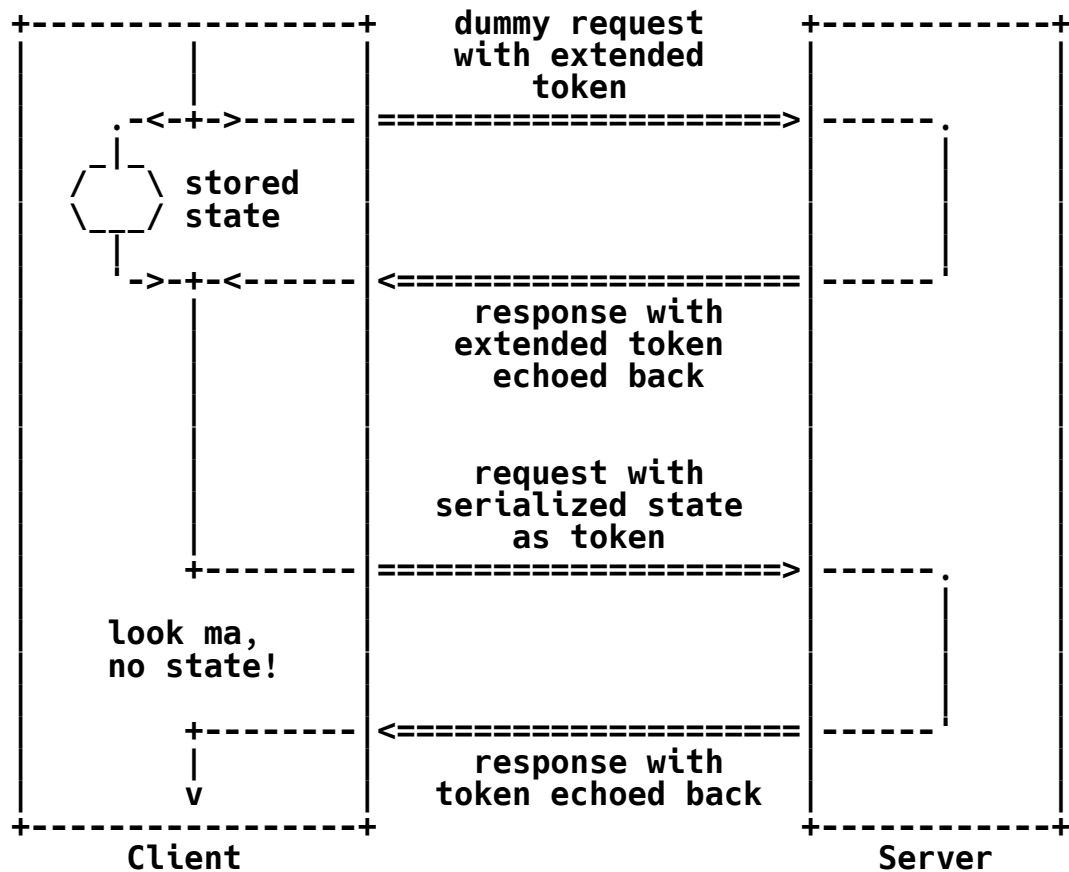 dummy request
with extended
token
stored
state
response with
extended token
echoed back
request with
serialized state
as token
look ma,
no state!
response with
token echoed back
Client
Server